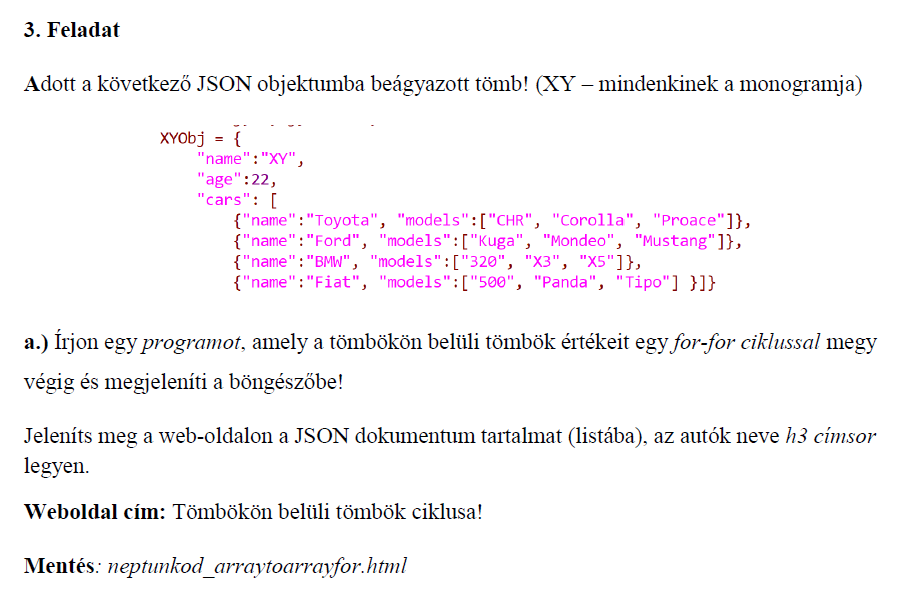 3. Feladat
Adott a következő JSON objektumba beágyazott tömb! (XY – mindenkinek a monogramja)
XYObj = {
"name":"XY",
"age":22,
"cars": [
{"name":"Toyota", "models":["CHR", "Corolla", "Proace"]},
{"name":"Ford", "models":["Kuga", "Mondeo", "Mustang"]},
{"name":"BMW", "models":["320", "X3", "X5"]},
{"name":"Fiat", "models":["500", "Panda", "Tipo"] }]}
a.) Írjon egy programot, amely a tömbökön belüli tömbök értékeit egy for-for ciklussal megy
végig és megjeleníti a böngészőbe!
Jeleníts meg a web-oldalon a JSON dokumentum tartalmat (listába), az autók neve h3 címsor
legyen.
Weboldal cím: Tömbökön belüli tömbök ciklusa!
Mentés: neptunkod_arraytoarrayfor.html